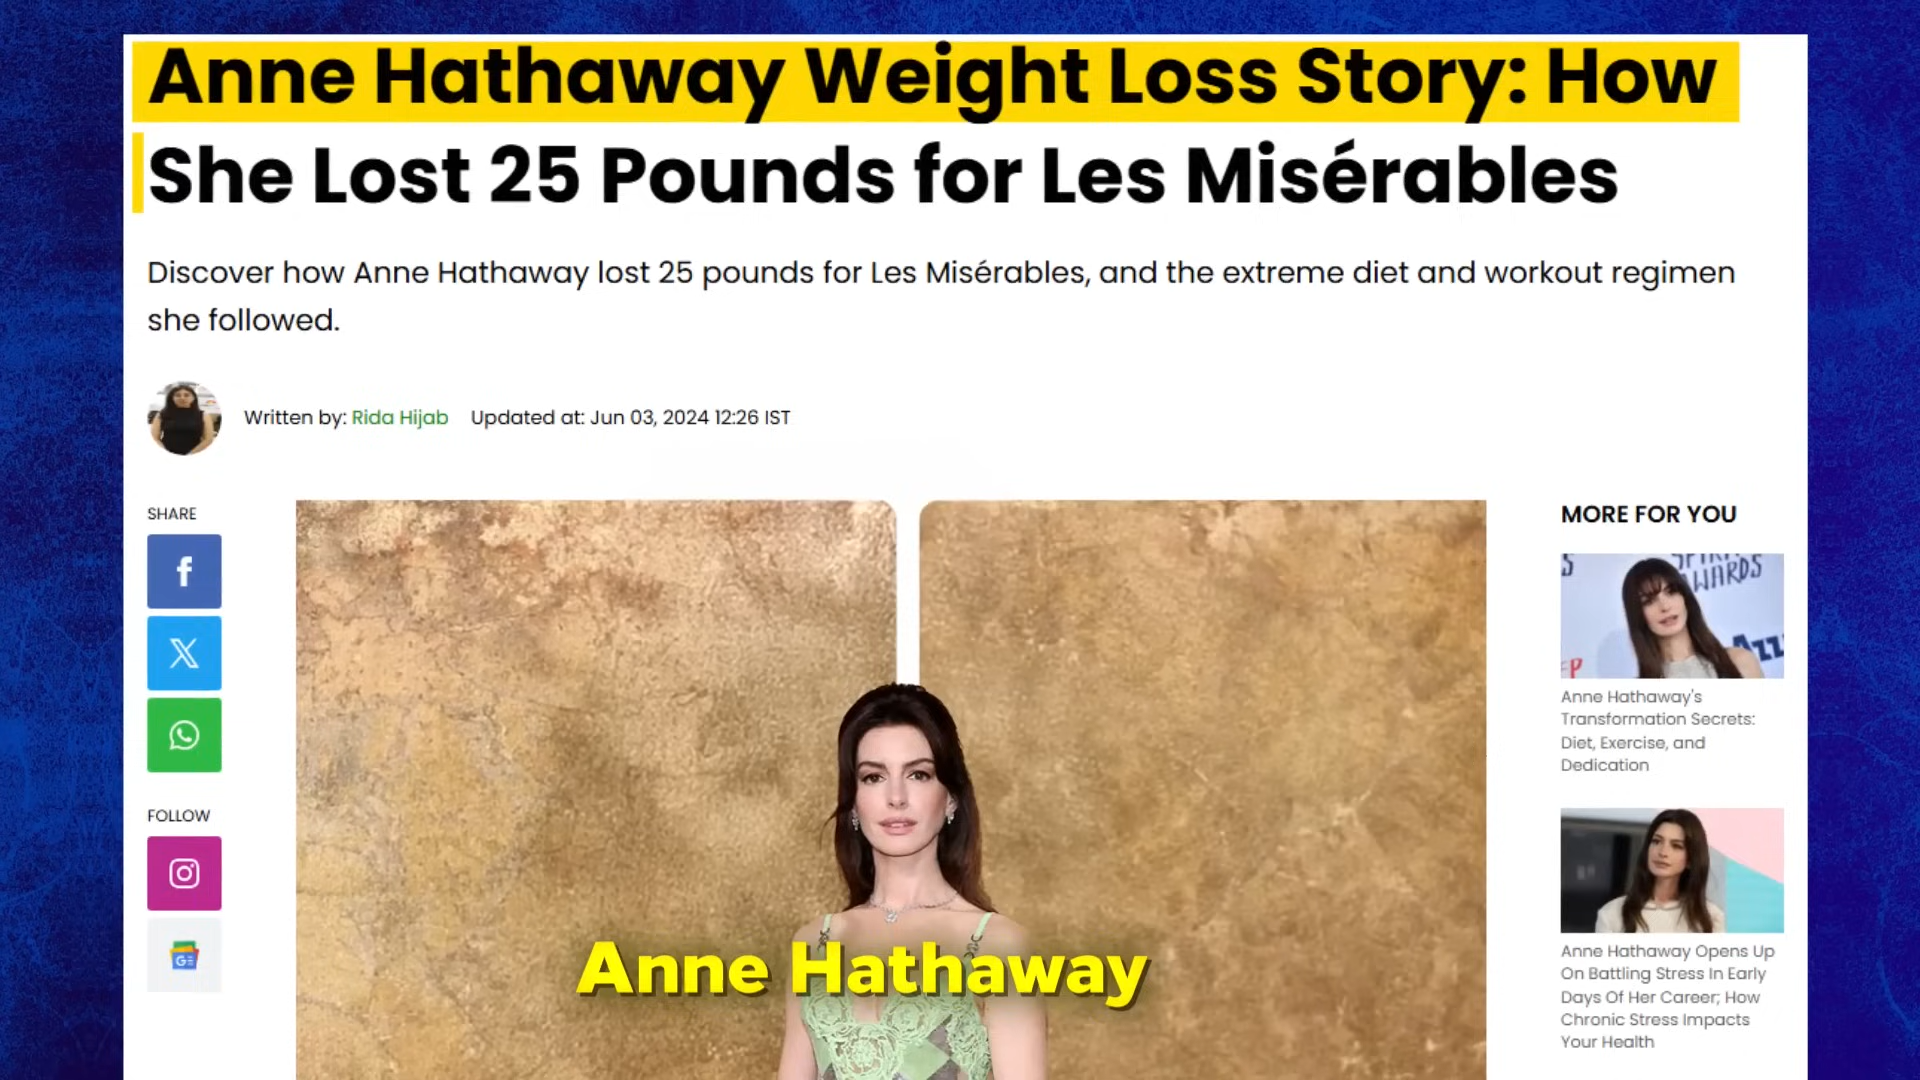 Anne Hathaway Weight Loss Story: How
She Lost 25 Pounds for Les Misérables
Discover how Anne Hathaway lost 25 pounds for Les Misérables, and the extreme diet and workout regimen
she followed.
Written by: Rida Hijab Updated at: Jun 03, 2024 12:26 IST
SHARE
f
X
FOLLOW
GE
Anne Hathaway
MORE FOR YOU
AWARDS
Anne Hathaway's
Transformation Secrets:
Diet, Exercise, and
Dedication
Anne Hathaway Opens Up
On Battling Stress In Early
Days Of Her Career; How
Chronic Stress Impacts
Your Health